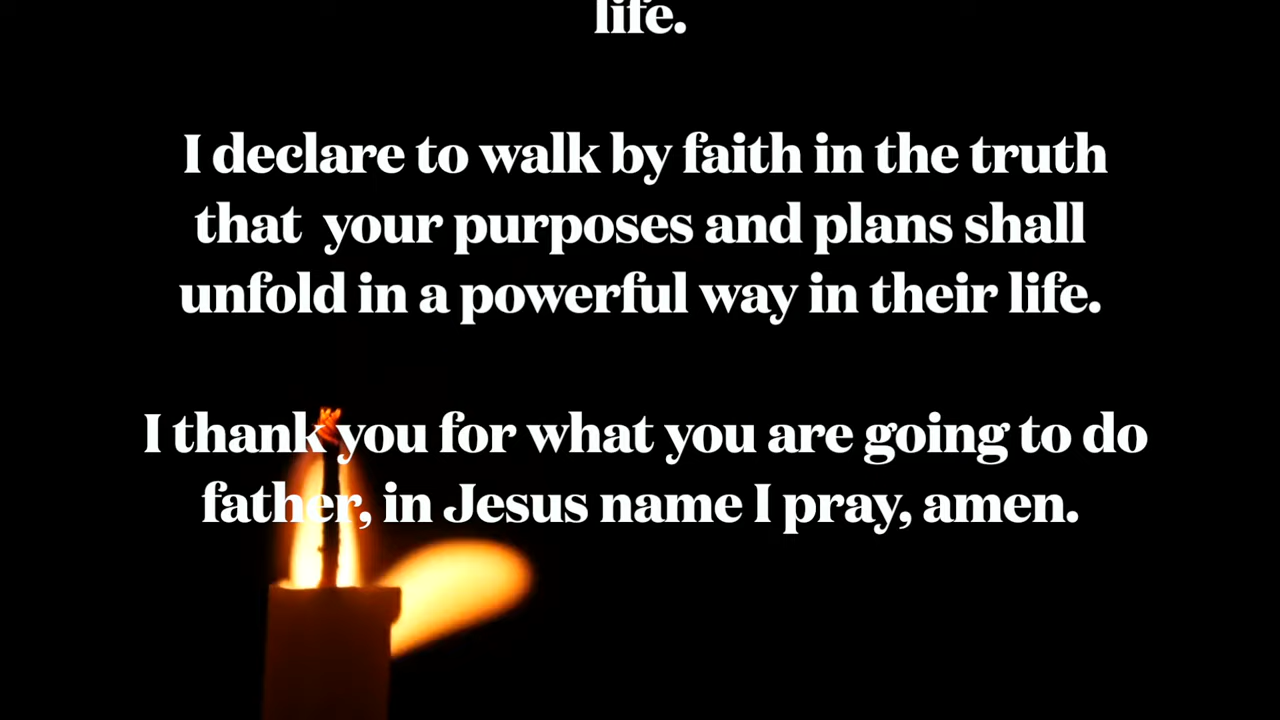 life.
I declare to walk by faith in the truth
that your purposes and plans shall
unfold in a powerful way in their life.
I thank you for what you are going to do
father, in Jesus name I pray, amen.